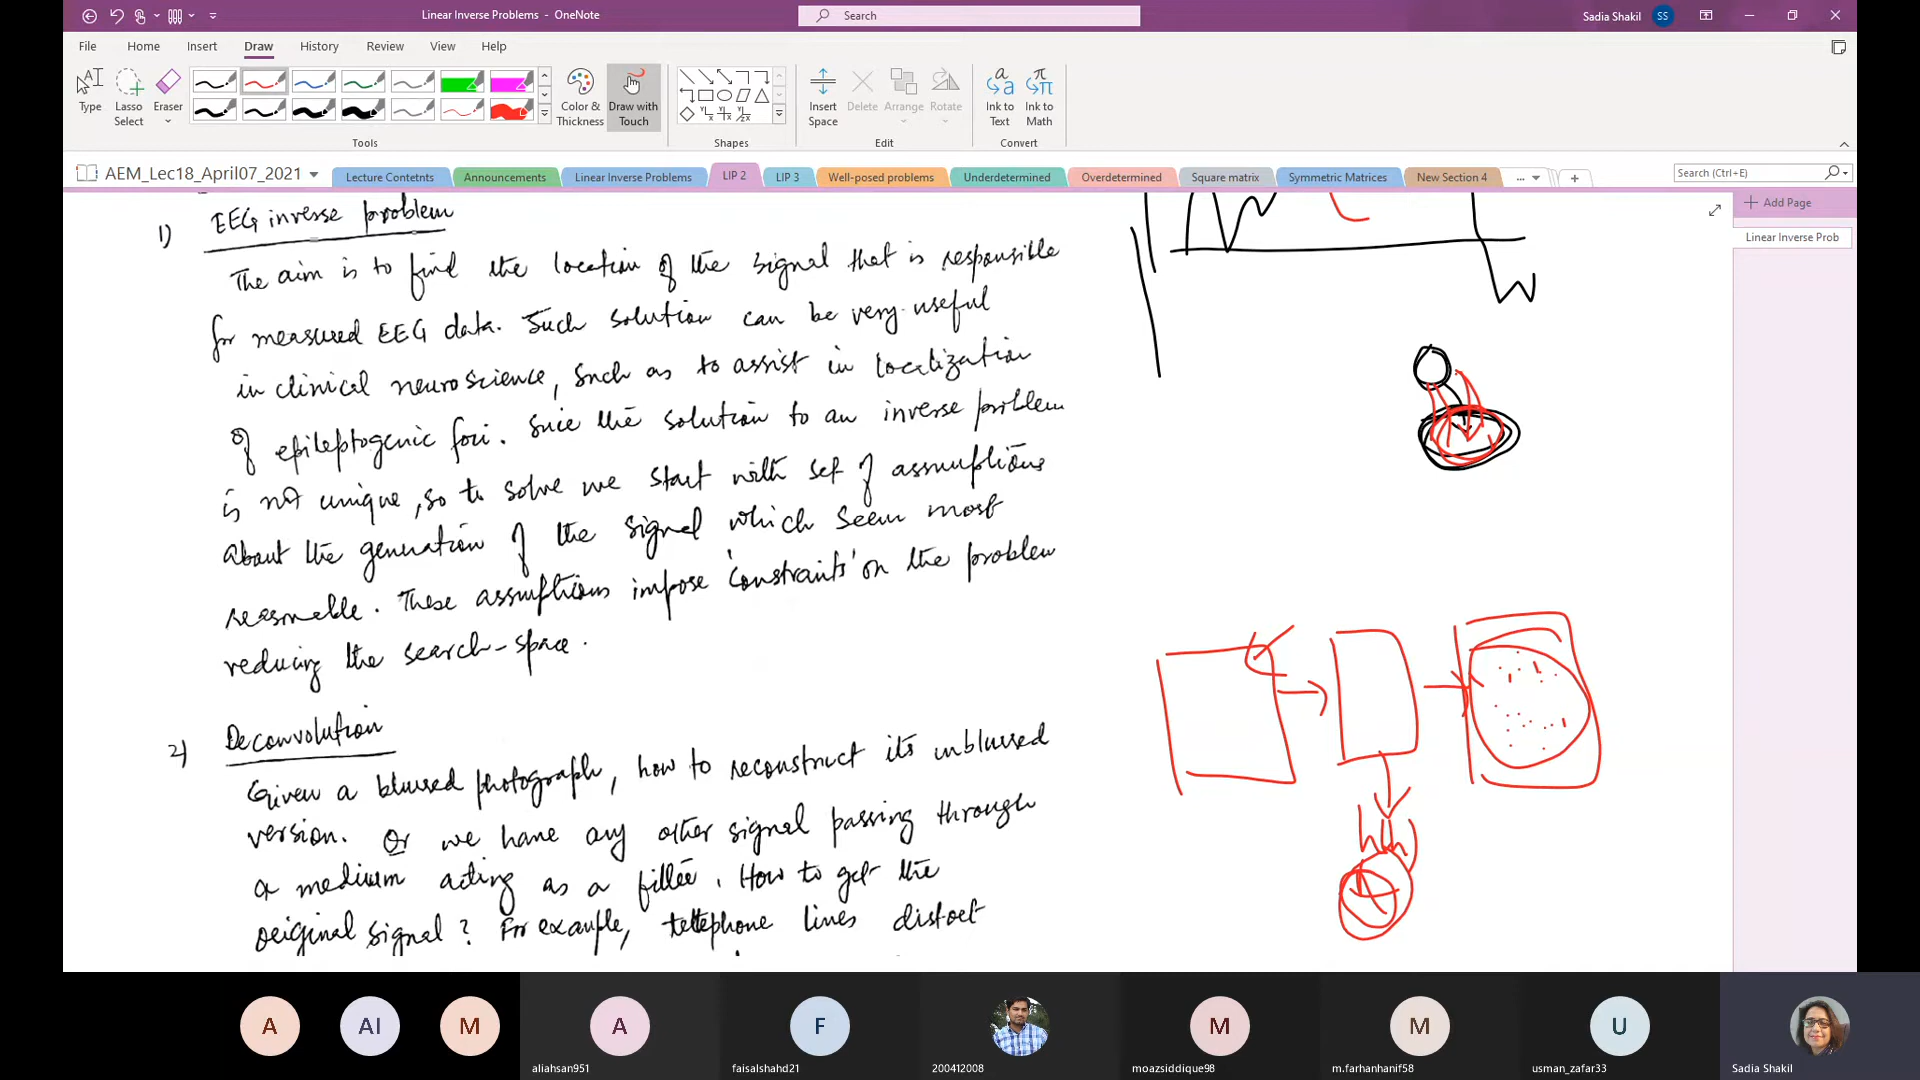 Linear Inverse Problems - OneNote
Search
Sadia Shakil
SS
File Home Insert Draw History Review View Help
Type
Lasso Select
Eraser
Color & Thickness
Draw with Touch
Insert Space
Delete
Arrange
Rotate
Ink to Text
Ink to Math
Tools
Shapes
Edit
Convert
AEM_Lec18_April07_2021
Lecture Contetnts
Announcements
Linear Inverse Problems
LIP 2
LIP 3
Well-posed problems
Underdetermined
Overdetermined
Square matrix
Symmetric Matrices
New Section 4
...
Search (Ctrl+E)
Add Page
Linear Inverse Prob
1) EEG inverse problem
The aim is to find the location of the signal that is responsible
for measured EEG data. Such solution can be very useful
in clinical neuroscience, such as to assist in localization
of epileptogenic foci. Since the solution to an inverse problem
is not unique, so to solve we start with set of assumptions
about the generation of the signal which seem most
reasonable. These assumptions impose 'constraints' on the problem
reducing the search-space.
2) Deconvolution
Given a blurred photograph, how to reconstruct its unblurred
version. Or we have any other signal passing through
a medium acting as a filter. How to get the
original signal? For example, telephone lines distort
h(n)
A
AI
M
A
F
M
M
U
aliahsan951
faisalshahd21
200412008
moazsiddique98
m.farhanhanif58
usman_zafar33
Sadia Shakil